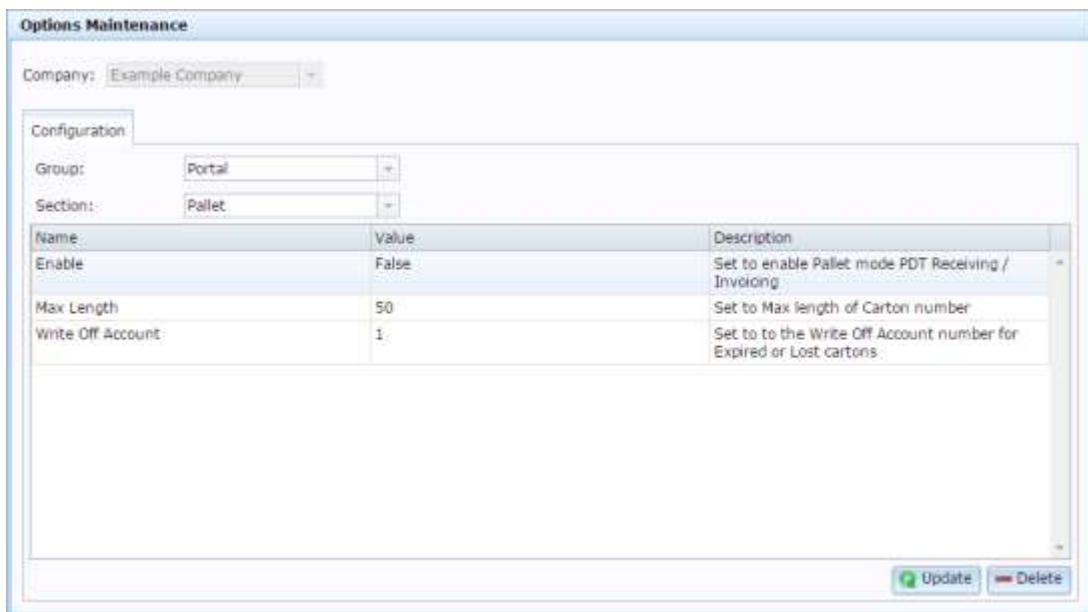 Options Maintenance
Company: Example Company
Configuration
Group: Portal
Section: Pallet
Name Value Description
Enable False Set to enable Pallet mode PDT Receiving /
Invoicing
Max Length 50 Set to Max length of Carton number
Write Off Account 1 Set to to the Write Off Account number for
Expired or Lost cartons
Update Delete